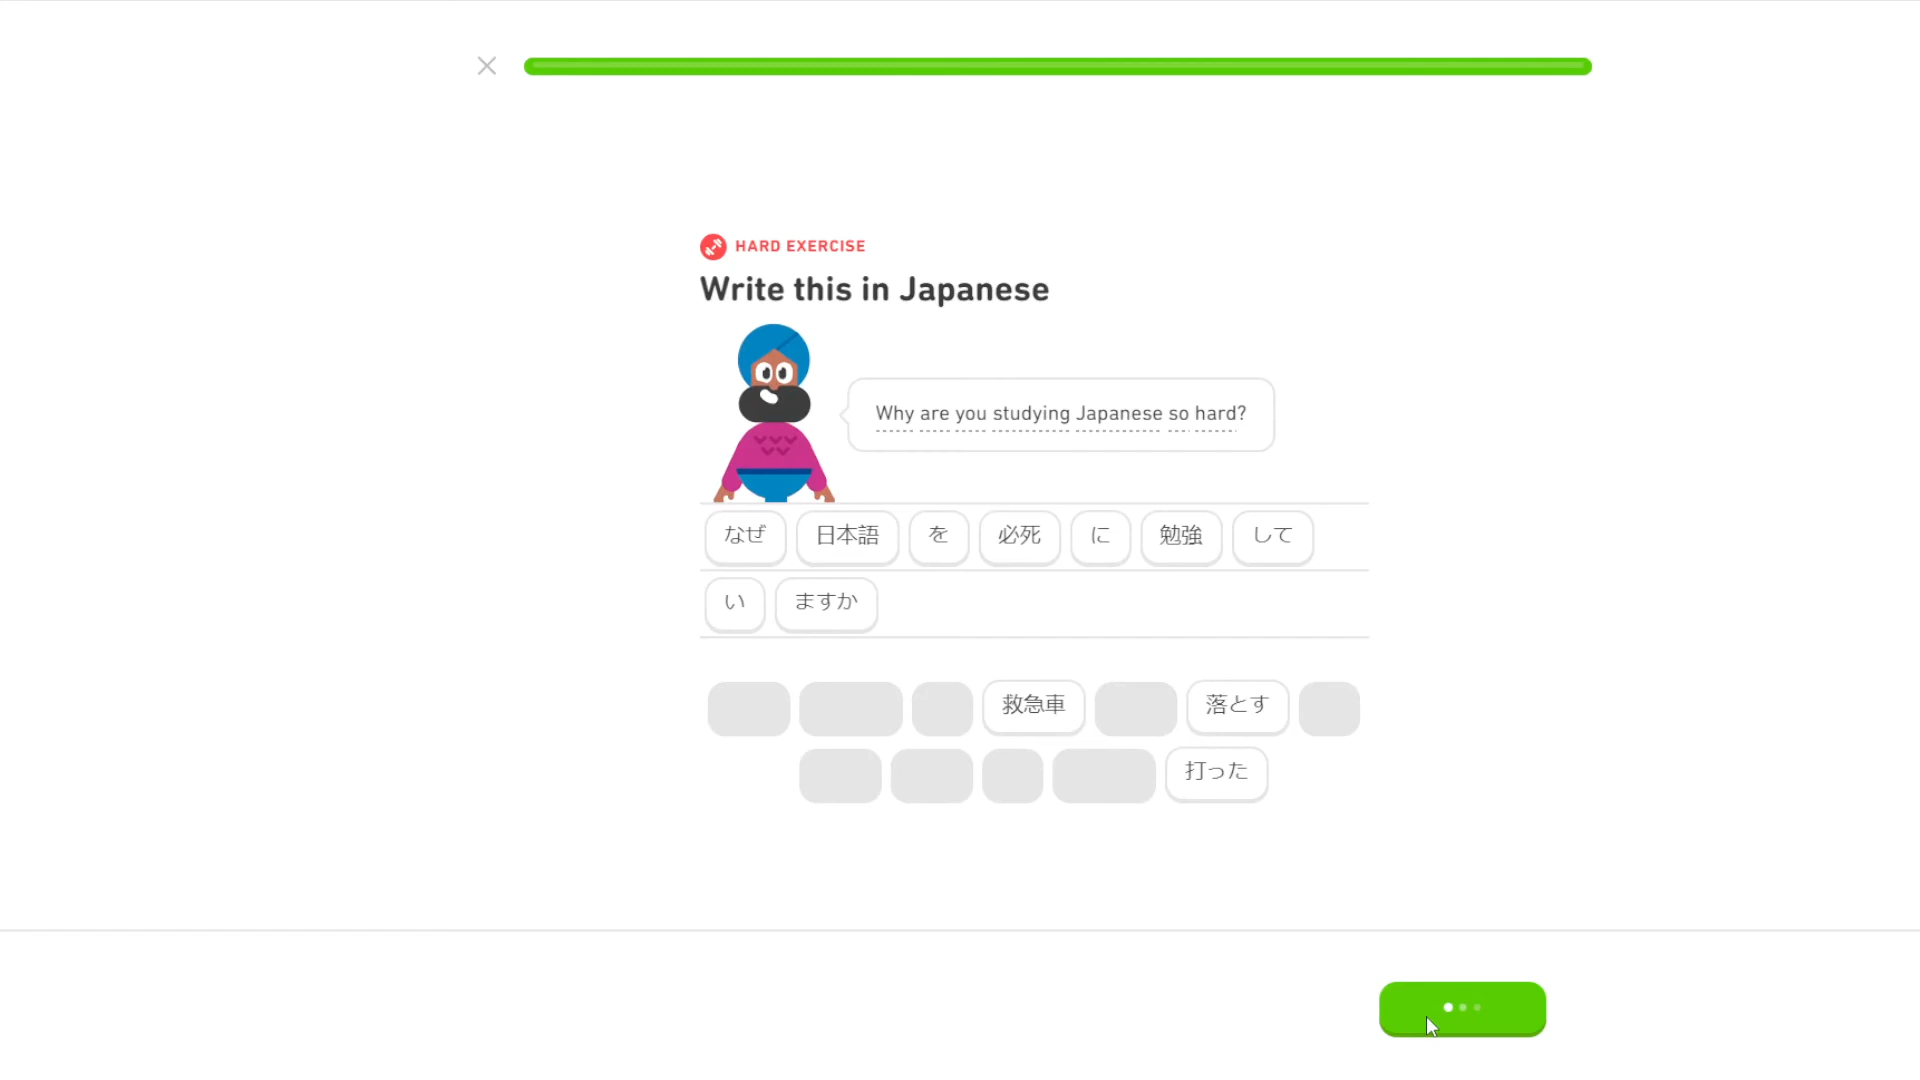 HARD EXERCISE
Write this in Japanese
Why are you studying Japanese so hard?
なぜ 日本語 を 必死 に 勉強 して
い ますか
救急車 落とす
打った